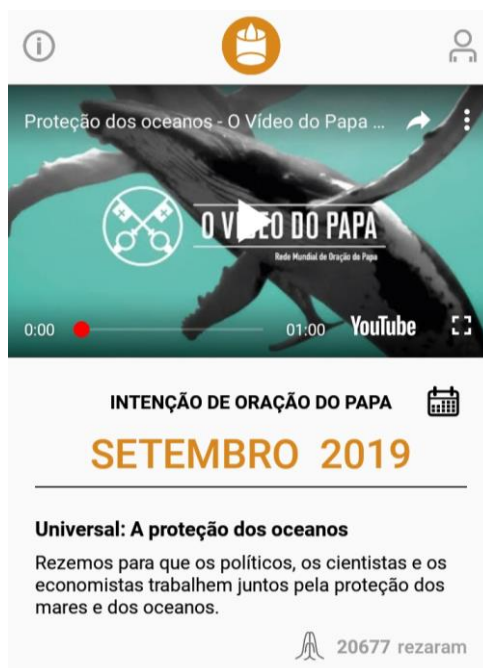 Proteção dos oceanos - O Vídeo do Papa ...
O VÍDEO DO PAPA
Rede Mundial de Oração do Papa
0:00
01:00
YouTube
INTENÇÃO DE ORAÇÃO DO PAPA
SETEMBRO 2019
Universal: A proteção dos oceanos
Rezemos para que os políticos, os cientistas e os
economistas trabalhem juntos pela proteção dos
mares e dos oceanos.
20677 rezaram